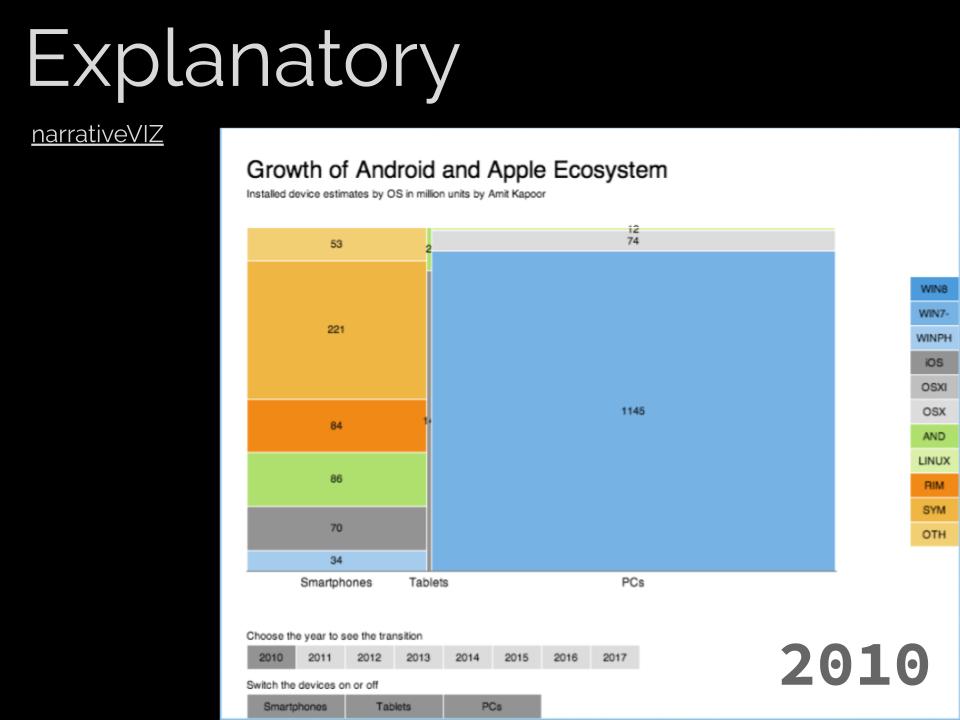 Explanatory
narrativeVIZ
Growth of Android and Apple Ecosystem
Installed device estimates by OS in million units by Amit Kapoor
12
53
2
74
WIN8
WIN7-
221
WINPH
iOS
OSXI
1145
OSX
84
AND
LINUX
86
RIM
SYM
70
OTH
34
Smartphones Tablets PCs
Choose the year to see the transition
2010 2011 2012 2013 2014 2015 2016 2017
2010
Switch the devices on or off
Smartphones Tablets PCs